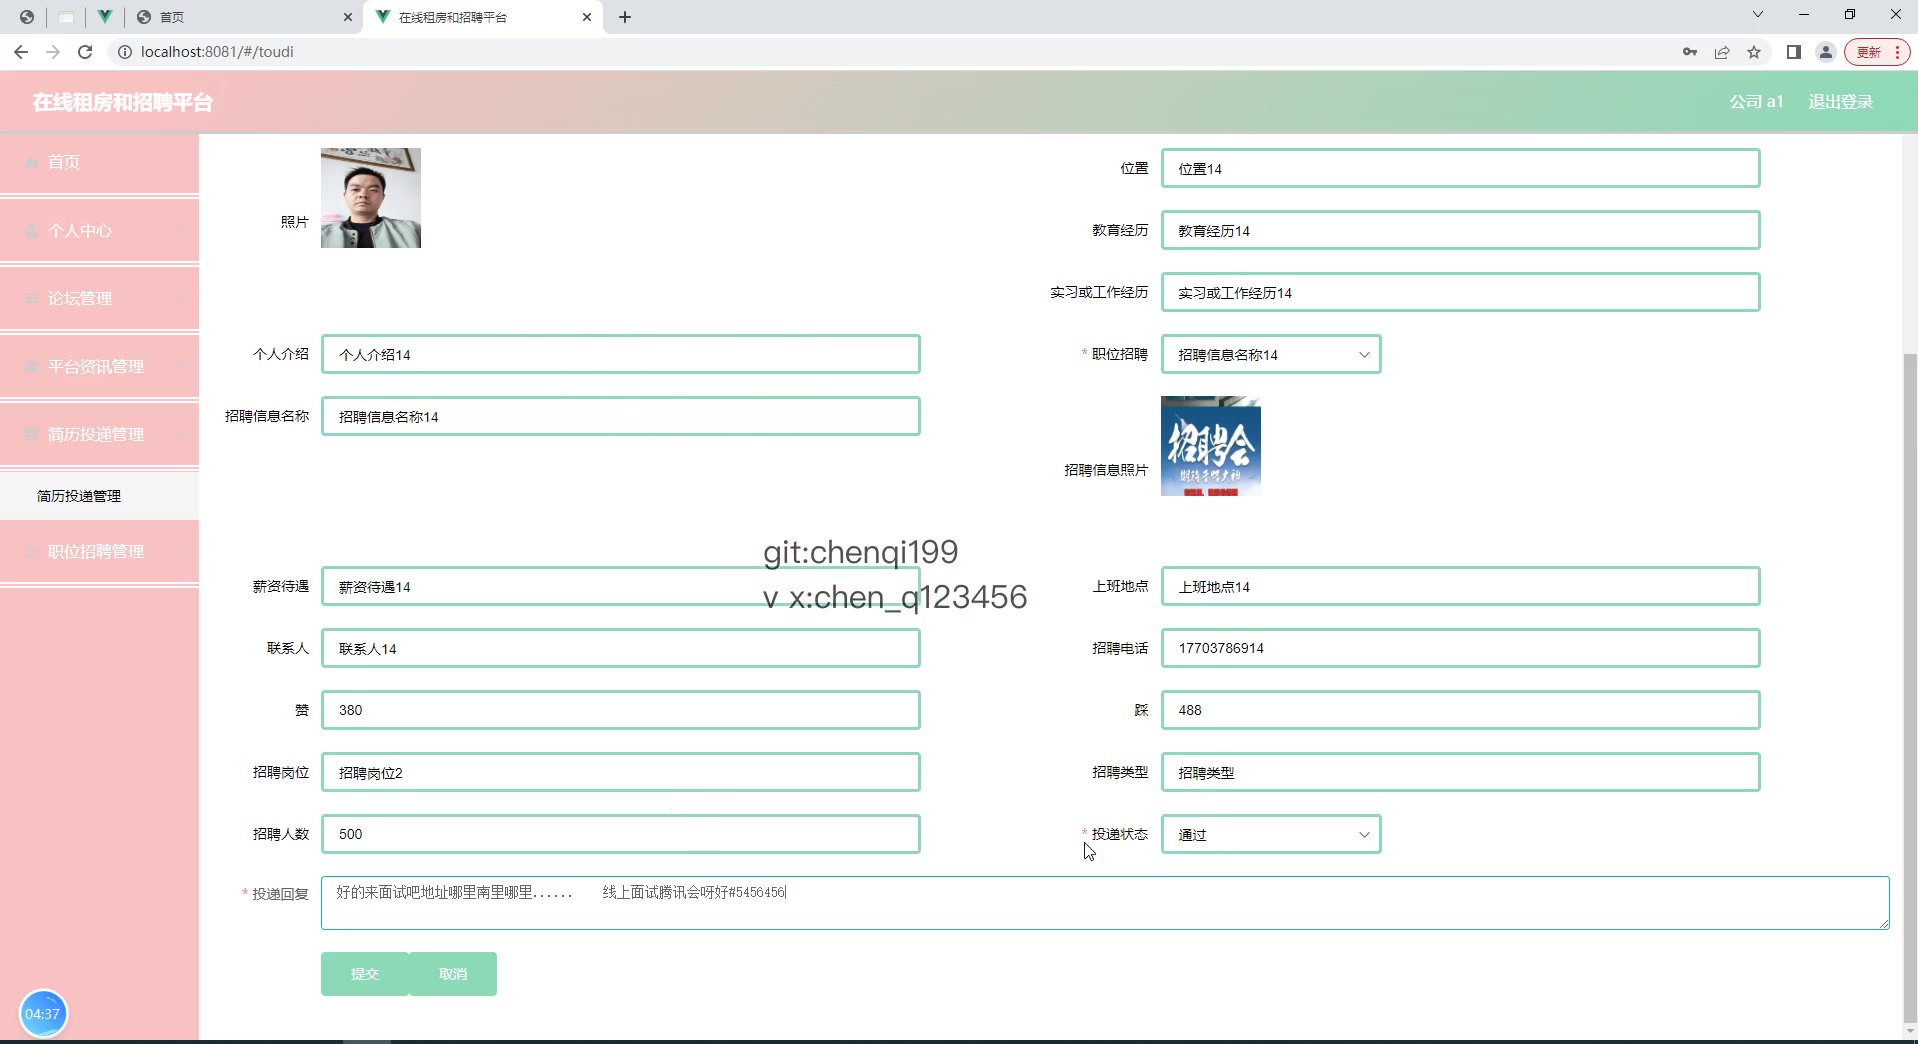 首页
在线租房和招聘平台
localhost:8081/#/toudi
更新
在线租房和招聘平台
公司 a1
退出登录
首页
个人中心
论坛管理
平台资讯管理
简历投递管理
简历投递管理
职位招聘管理
照片
位置
位置14
教育经历
教育经历14
实习或工作经历
实习或工作经历14
个人介绍
个人介绍14
* 职位招聘
招聘信息名称14
招聘信息名称
招聘信息名称14
招聘信息照片
招聘会
git:chenqi199
v x:chen_q123456
薪资待遇
薪资待遇14
上班地点
上班地点14
联系人
联系人14
招聘电话
17703786914
赞
380
踩
488
招聘岗位
招聘岗位2
招聘类型
招聘类型
招聘人数
500
* 投递状态
通过
* 投递回复
好的来面试吧地址哪里南里哪里...... 线上面试腾讯会呀好#5456456
提交
取消
04:37